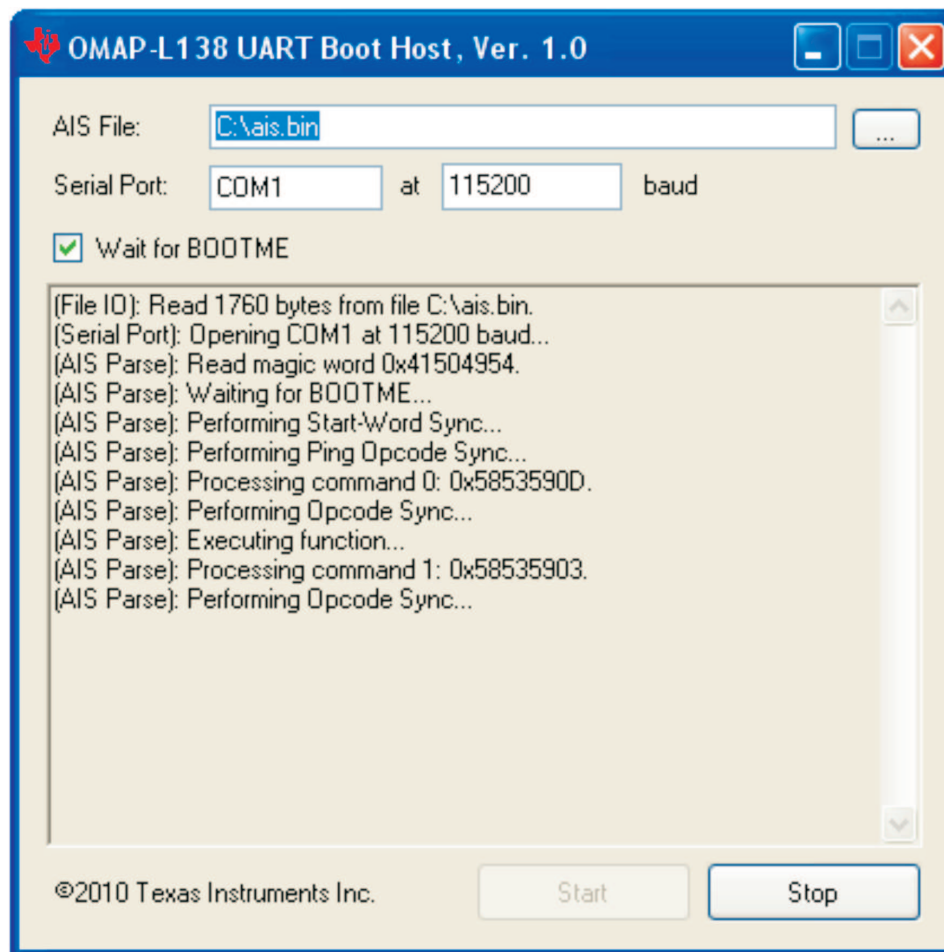 OMAP-L138 UART Boot Host, Ver. 1.0
AIS File: C:\ais.bin ...
Serial Port: COM1 at 115200 baud
Wait for BOOTME
(File IO): Read 1760 bytes from file C:\ais.bin.
(Serial Port): Opening COM1 at 115200 baud...
(AIS Parse): Read magic word 0x41504954.
(AIS Parse): Waiting for BOOTME...
(AIS Parse): Performing Start-Word Sync...
(AIS Parse): Performing Ping Opcode Sync...
(AIS Parse): Processing command 0: 0x5853590D.
(AIS Parse): Performing Opcode Sync...
(AIS Parse): Executing function...
(AIS Parse): Processing command 1: 0x58535903.
(AIS Parse): Performing Opcode Sync...
©2010 Texas Instruments Inc. Start Stop